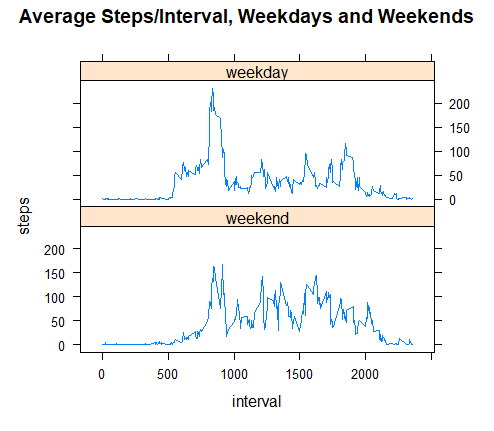 Average Steps/Interval, Weekdays and Weekends
weekday
200
150
100
50
0
steps
weekend
200
150
100
50
0
0 500 1000 1500 2000
interval